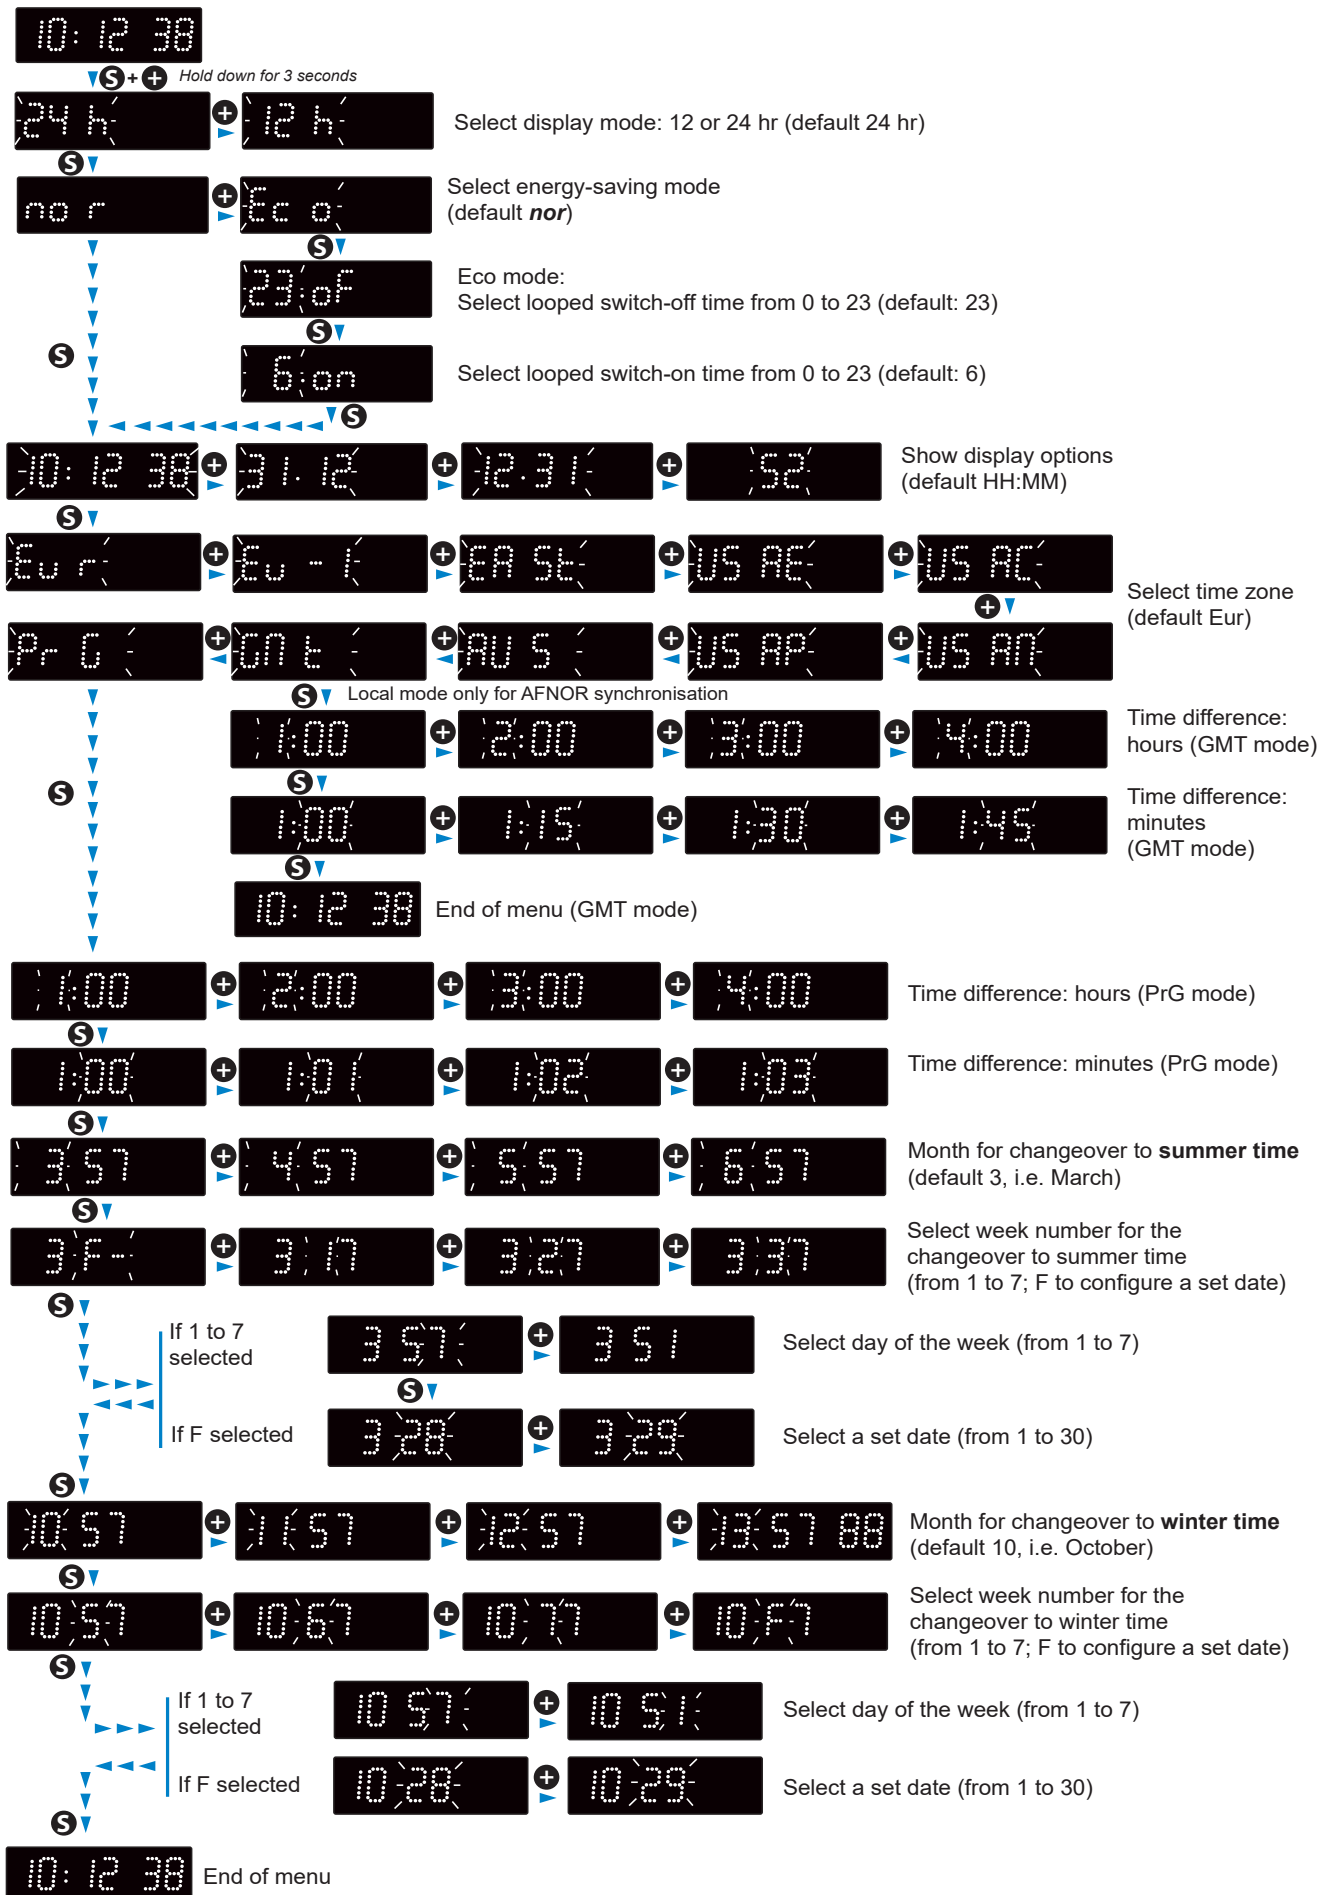 10:12 38
S + + Hold down for 3 seconds
24 h + 12 h Select display mode: 12 or 24 hr (default 24 hr)
S
no r + Ec o Select energy-saving mode
(default nor)
S
23:oF Eco mode:
Select looped switch-off time from 0 to 23 (default: 23)
S
S
6:on Select looped switch-on time from 0 to 23 (default: 6)
S
10:12 38 + 31.12 + 12.31 + 52 Show display options
(default HH:MM)
S
Eu r + Eu -1 + EA St + US AE + US AC
+ Select time zone
(default Eur)
Pr G + GM t + AU S + US AP + US AM
S Local mode only for AFNOR synchronisation
1:00 + 2:00 + 3:00 + 4:00 Time difference:
hours (GMT mode)
S
S
1:00 + 1:15 + 1:30 + 1:45 Time difference:
minutes
(GMT mode)
S
10:12 38 End of menu (GMT mode)
1:00 + 2:00 + 3:00 + 4:00 Time difference: hours (PrG mode)
S
1:00 + 1:01 + 1:02 + 1:03 Time difference: minutes (PrG mode)
S
3 57 + 4 57 + 5 57 + 6 57 Month for changeover to summer time
(default 3, i.e. March)
S
3 F- + 3 17 + 3 27 + 3 37 Select week number for the
changeover to summer time
(from 1 to 7; F to configure a set date)
S
If 1 to 7
selected
3 57 + 3 51 Select day of the week (from 1 to 7)
S
If F selected
3 28 + 3 29 Select a set date (from 1 to 30)
S
10 57 + 11 57 + 12 57 + 13 57 88 Month for changeover to winter time
(default 10, i.e. October)
S
10 57 + 10 67 + 10 77 + 10 F7 Select week number for the
changeover to winter time
(from 1 to 7; F to configure a set date)
S
If 1 to 7
selected
10 57 + 10 51 Select day of the week (from 1 to 7)
If F selected
10 28 + 10 29 Select a set date (from 1 to 30)
S
10:12 38 End of menu